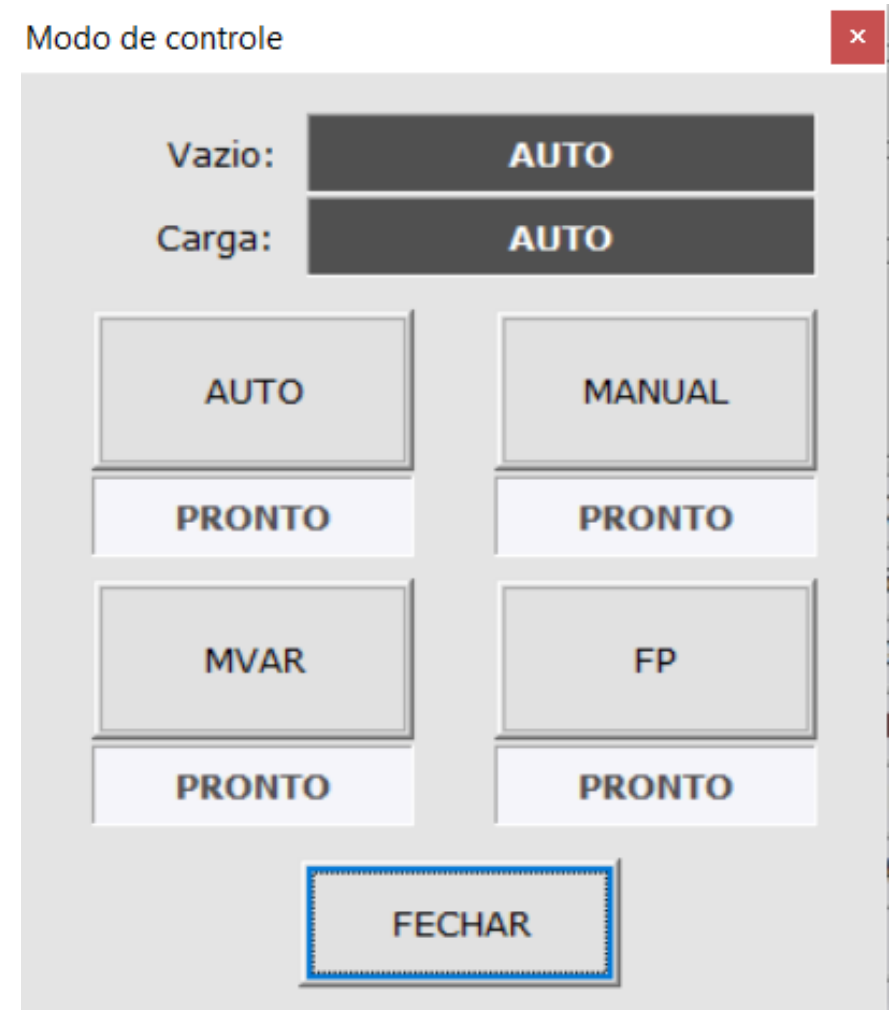 Modo de controle
×
Vazio: AUTO
Carga: AUTO
AUTO MANUAL
PRONTO PRONTO
MVAR FP
PRONTO PRONTO
FECHAR